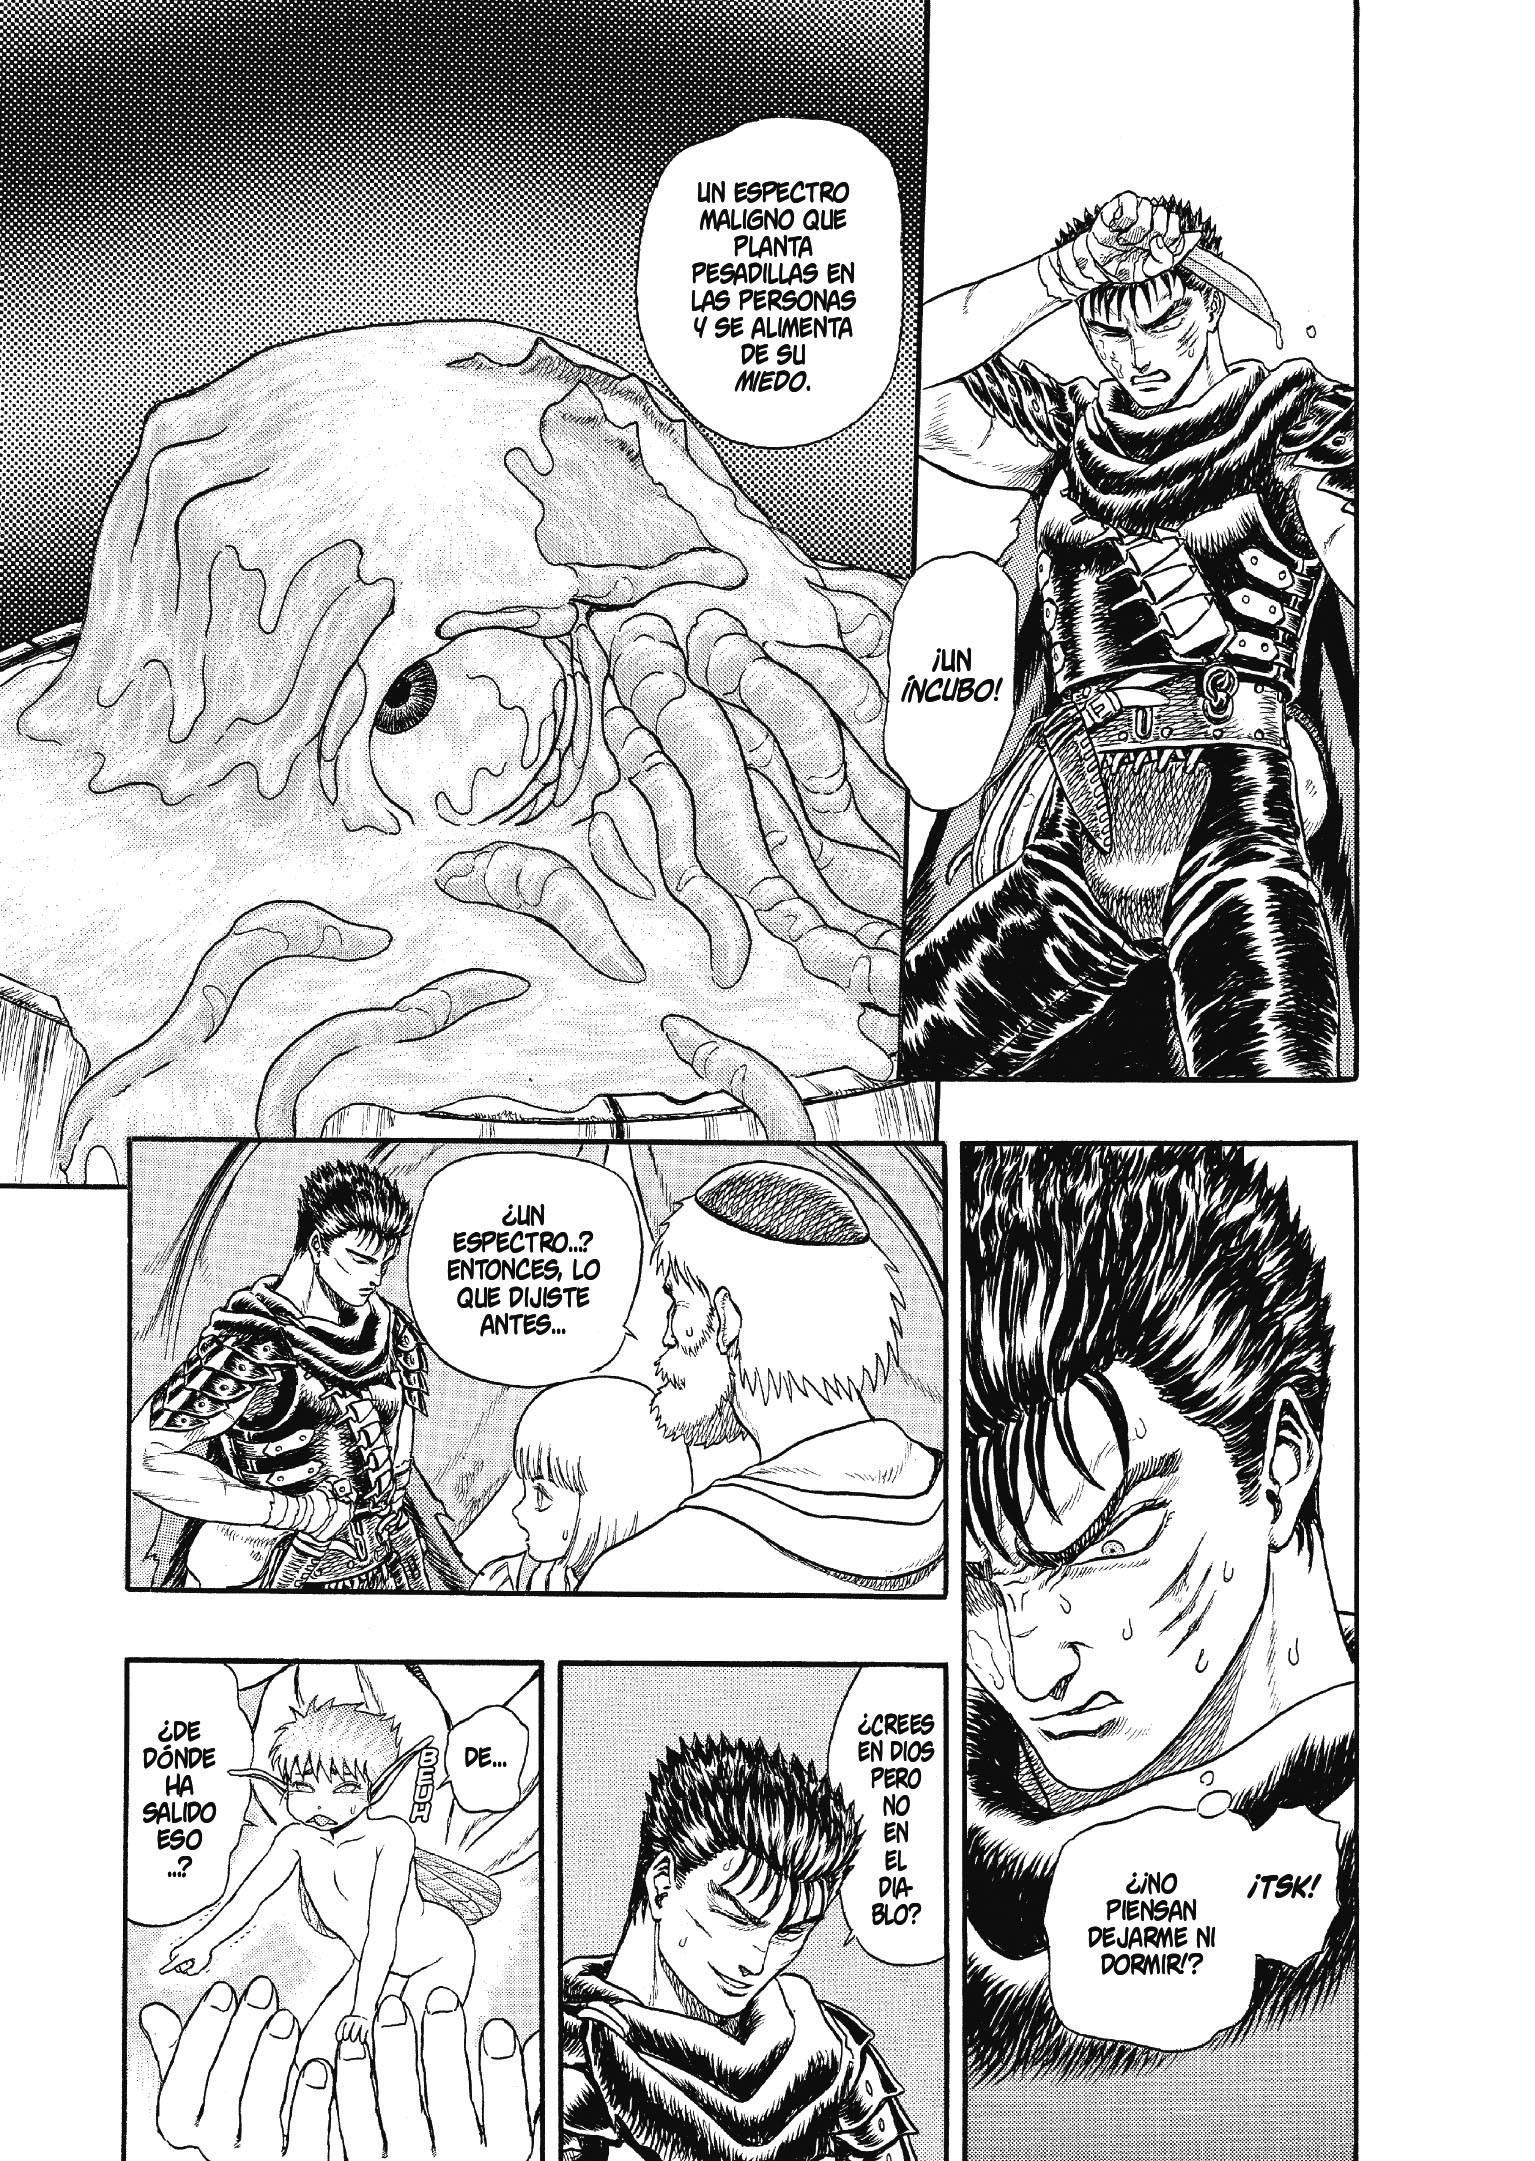 ¡UN
ÍNCUBO!
UN ESPECTRO
MALIGNO QUE
PLANTA
PESADILLAS EN
LAS PERSONAS
Y SE ALIMENTA
DE SU
MIEDO.
¡TSK!
¿¡NO
PIENSAN
DEJARME NI
DORMIR!?
¿UN
ESPECTRO...?
ENTONCES, LO
QUE DIJISTE
ANTES...
¿CREES
EN DIOS
PERO
NO
EN
EL
DIA-
BLO?
DE...
BEUH
¿DE
DÓNDE
HA
SALIDO
ESO
...?